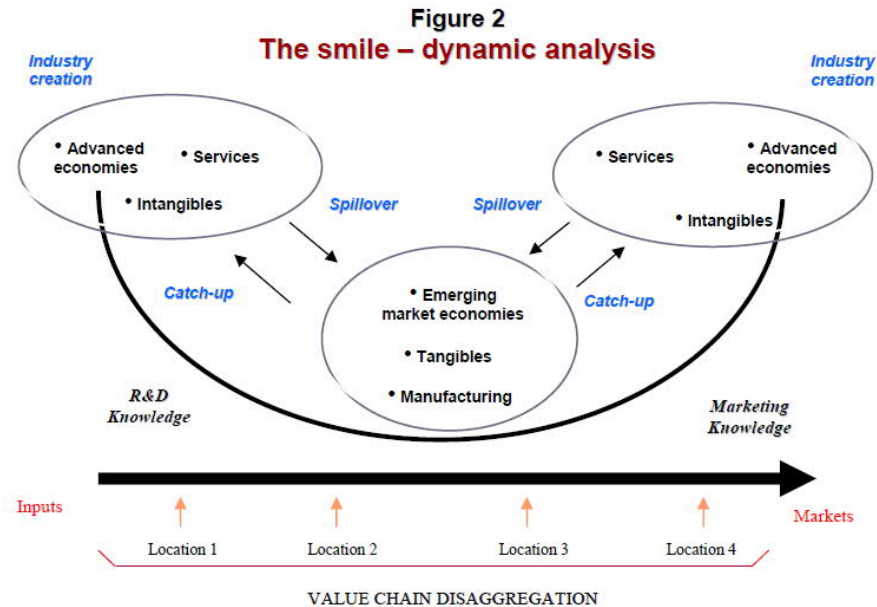 Figure 2
The smile – dynamic analysis
Industry
creation
Industry
creation
• Advanced
economies
• Services
• Intangibles
• Services
• Advanced
economies
• Intangibles
Spillover
Spillover
Catch-up
Catch-up
• Emerging
market economies
• Tangibles
• Manufacturing
R&D
Knowledge
Marketing
Knowledge
Inputs
Markets
Location 1
Location 2
Location 3
Location 4
VALUE CHAIN DISAGGREGATION